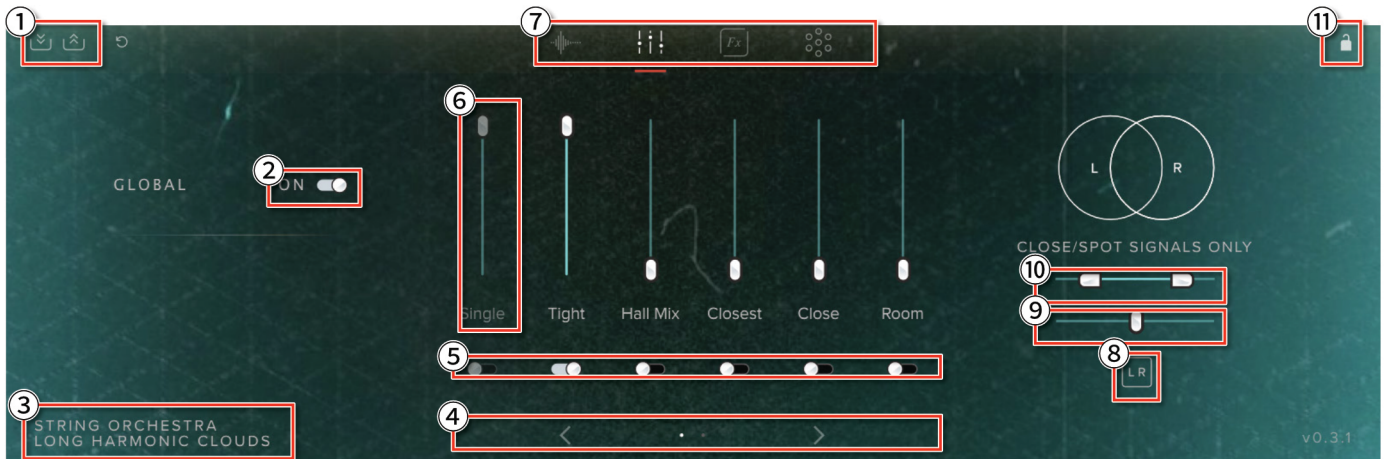 1
7
11
Fx
6
2
GLOBAL
ON
L R
CLOSE/SPOT SIGNALS ONLY
10
Single Tight Hall Mix Closest Close Room
9
5
8
LR
3
4
STRING ORCHESTRA
LONG HARMONIC CLOUDS
v0.3.1